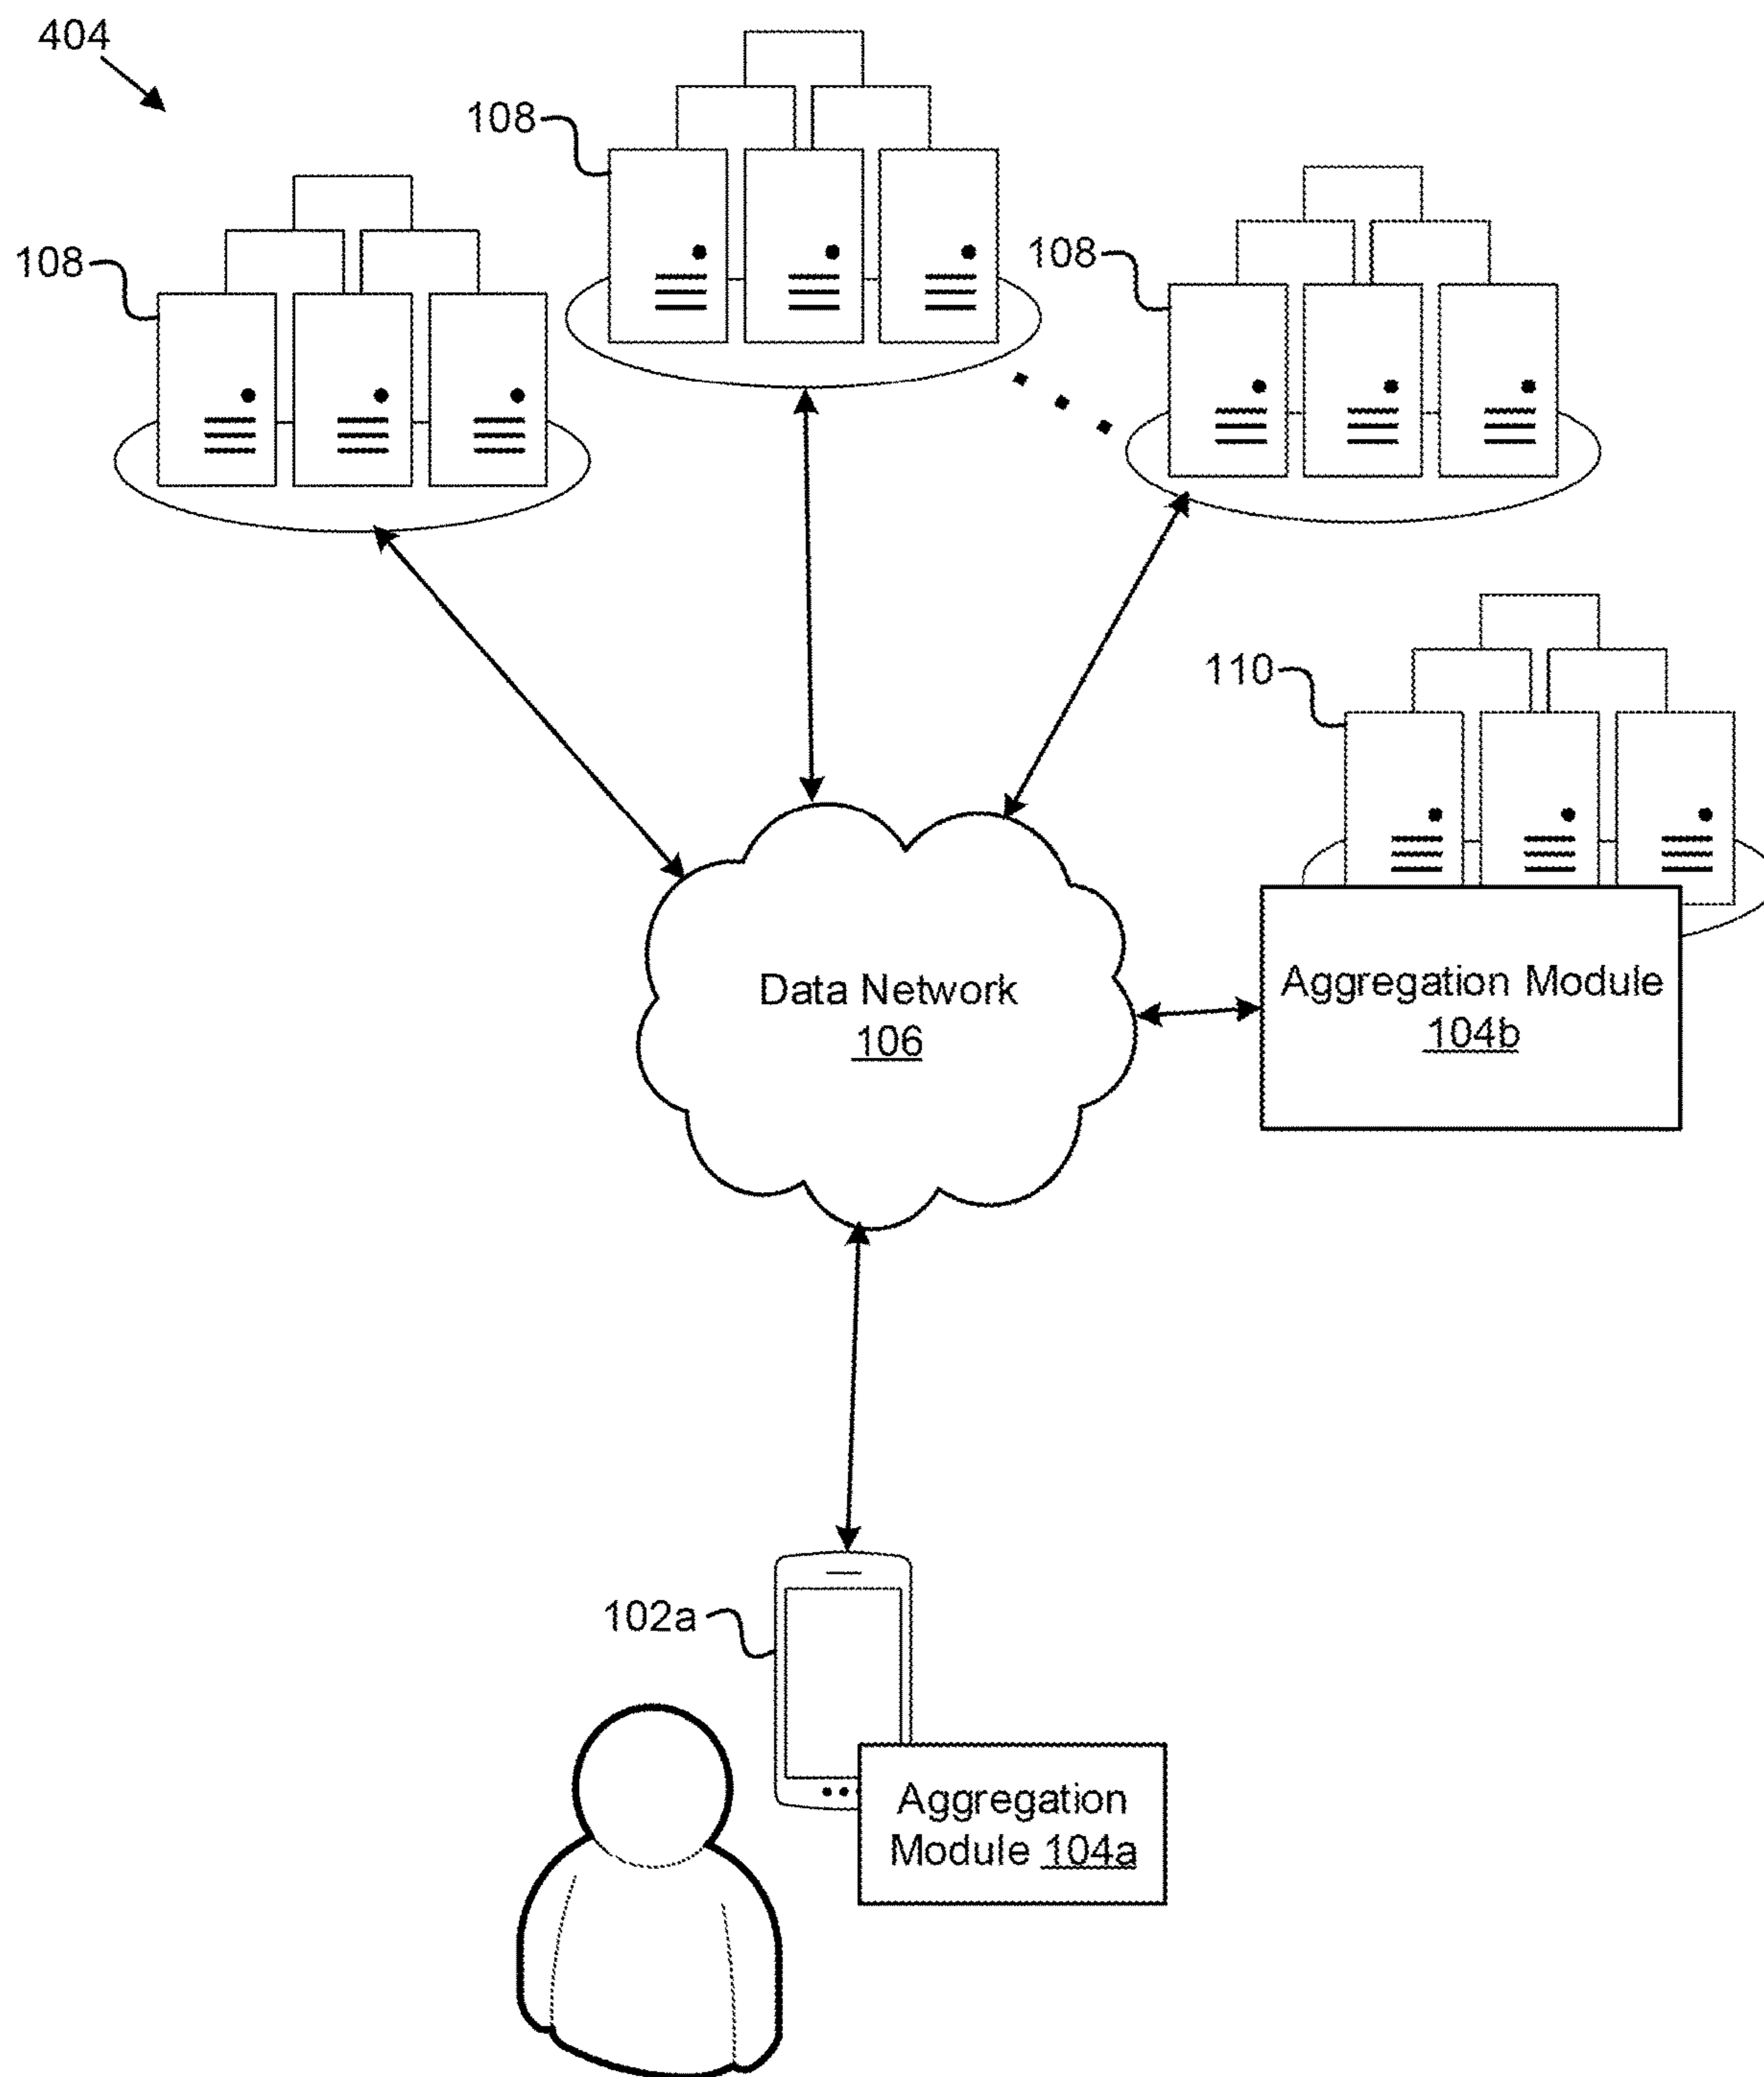 404
108
108
108
110
Data Network
106
Aggregation Module
104b
102a
Aggregation
Module 104a